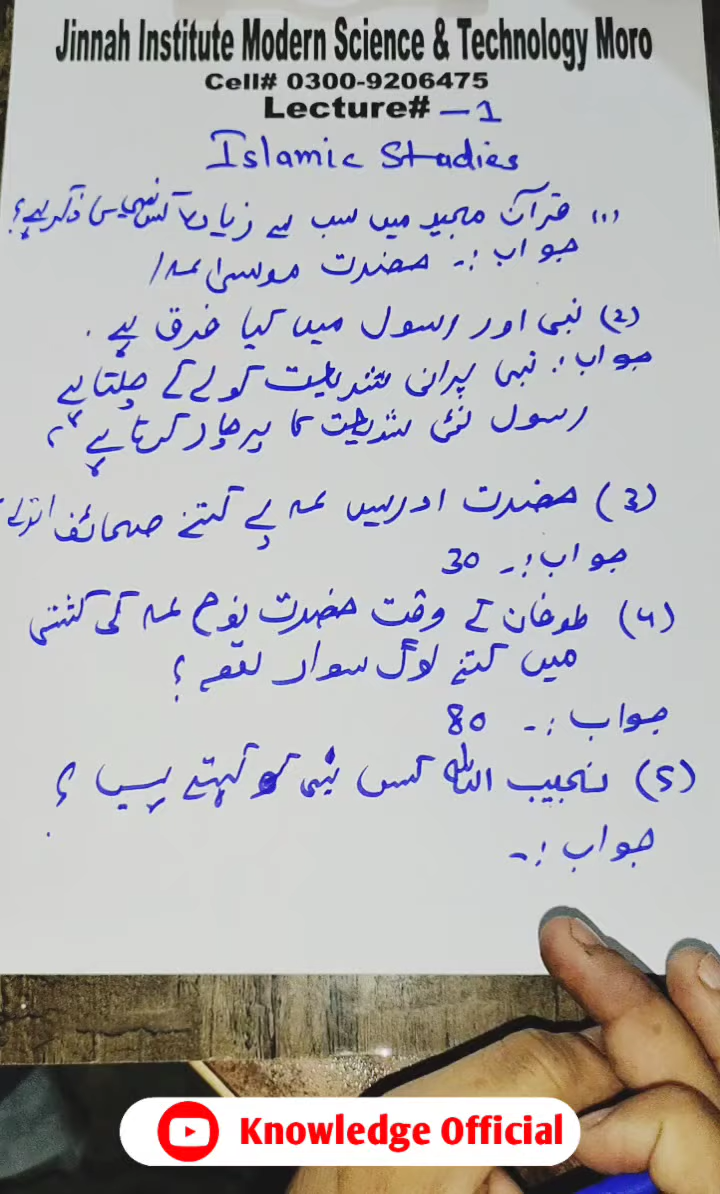 Jinnah Institute Modern Science & Technology Moro
Cell# 0300-9206475
Lecture# - 1
Islamic Studies
(1) قرآن مجید میں سب سے زیادہ کس نبی کا ذکر ہے؟
جواب :۔ حضرت موسیٰ عہ
(2) نبی اور رسول میں کیا فرق ہے ۔
جواب :۔ نبی پرانی شریعت کو لے کے چلتا ہے
رسول نئی شریعت کا پرچار کرتا ہے
(3) حضرت ادریس عہ پے کتنے صحائف اترے
جواب :۔ 30
(4) طوفان کے وقت حضرت نوح عہ کی کشتی
میں کتنے لوگ سوار تھے ؟
جواب :۔ 80
(5) نجیب اللہ کس نبی کو کہتے ہیں ؟
جواب :۔
Knowledge Official